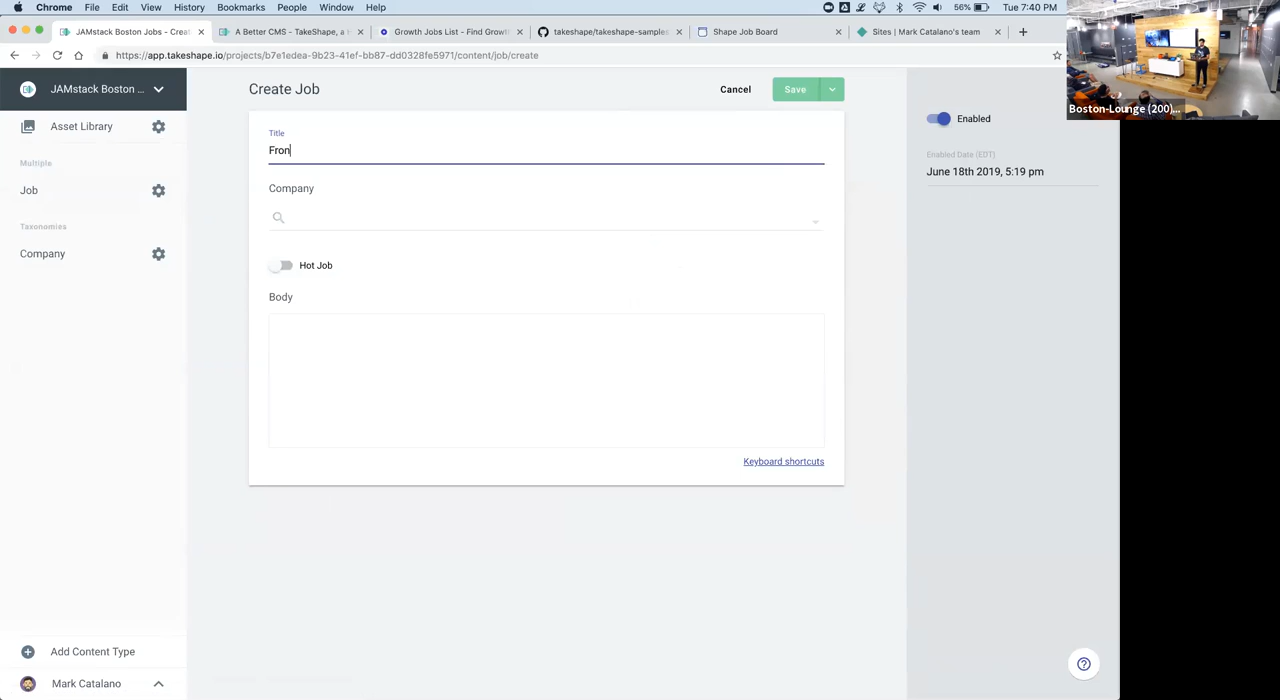 Chrome File Edit View History Bookmarks People Window Help
56% Tue 7:40 PM
JAMstack Boston Jobs - Creat
A Better CMS - TakeShape, a s
Growth Jobs List - Find Growt
takeshape/takeshape-samples
Shape Job Board
Sites | Mark Catalano's team
https://app.takeshape.io/projects/b7e1edea-9b23-41ef-bb87-dd0328fe5971/content/job/create
Boston-Lounge (200)...
JAMstack Boston ...
Asset Library
Multiple
Job
Taxonomies
Company
Add Content Type
Mark Catalano
Create Job
Cancel
Save
Title
Fron
Company
Hot Job
Body
Keyboard shortcuts
Enabled
Enabled Date (EDT)
June 18th 2019, 5:19 pm